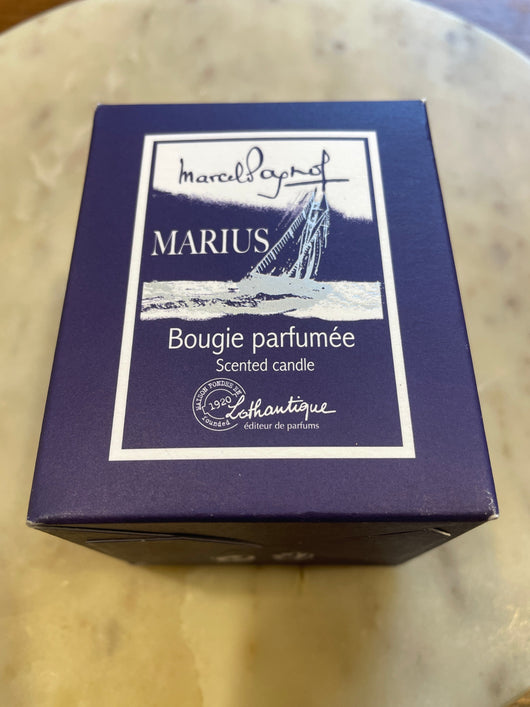 Marcel Pagnol
MARIUS
Bougie parfumée
Scented candle
MAISON FONDÉE EN
1920
founded
Lothantique
éditeur de parfums